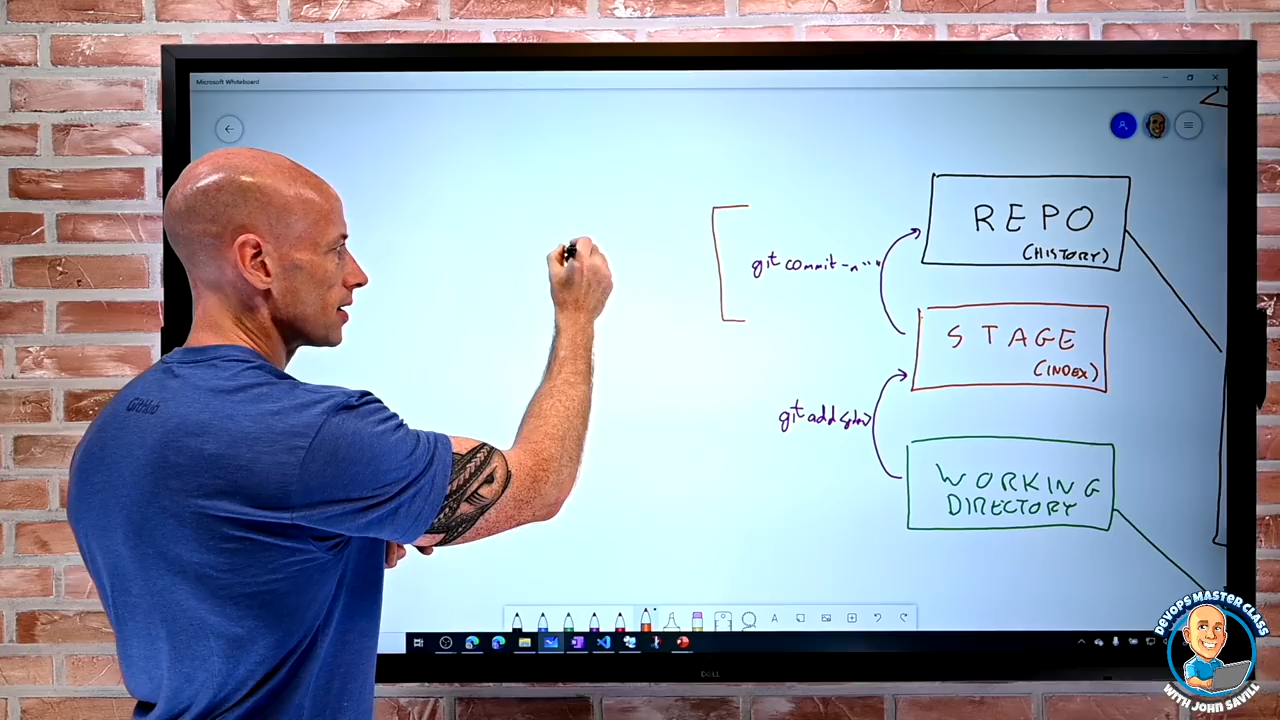 Microsoft Whiteboard
REPO
(HISTORY)
git commit -m "
STAGE
(INDEX)
git add
WORKING
DIRECTORY
GitHub
A
DELL
DEVOPS MASTER CLASS
WITH JOHN SAVILL